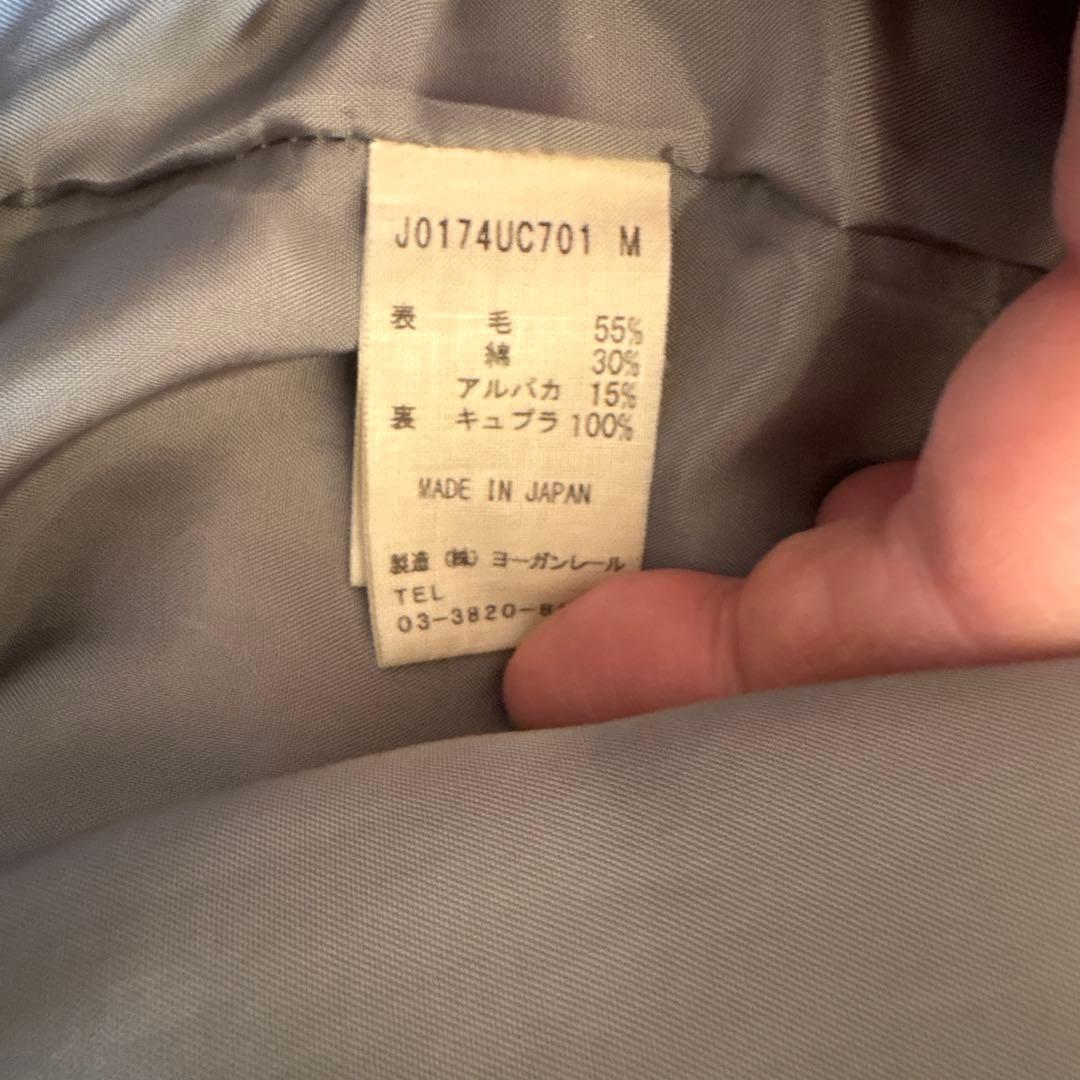 J0174UC701 M
表 毛 55%
綿 30%
アルパカ 15%
裏 キュプラ 100%
MADE IN JAPAN
製造 (株) ヨーガンレール
TEL
03-3820-8